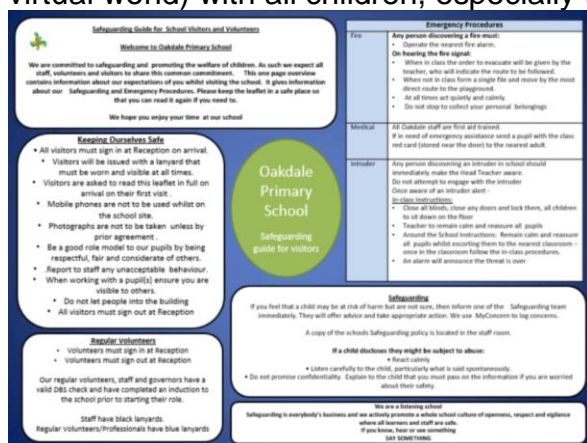 virtual world) with all children, especially
Safeguarding Guide for School Visitors and Volunteers
Welcome to Oakdale Primary School
We are committed to safeguarding and promoting the welfare of children. As such we expect all
staff, volunteers and visitors to share this common commitment. This one page overview
contains information about our expectations of you whilst visiting the school. It gives information
about our Safeguarding and Emergency Procedures. Please keep the leaflet in a safe place so
that you can read it again if you need to.
We hope you enjoy your time at our school
Keeping Ourselves Safe
• All visitors must sign in at Reception on arrival.
• Visitors will be issued with a lanyard that
must be worn and visible at all times.
• Visitors are asked to read this leaflet in full on
arrival on their first visit .
• Mobile phones are not to be used whilst on
the school site.
• Photographs are not to be taken unless by
prior agreement .
• Be a good role model to our pupils by being
respectful, fair and considerate of others.
• .Report to staff any unacceptable behaviour.
• When working with a pupil(s) ensure you are
visible to others.
• Do not let people into the building
• All visitors must sign out at Reception
Regular Volunteers
• Volunteers must sign in at Reception
• Volunteers must sign out at Reception
Our regular volunteers, staff and governors have a
valid DBS check and have completed an induction to
the school prior to starting their role.
Staff have black lanyards.
Regular Volunteers/Professionals have blue lanyards
Oakdale
Primary
School
Safeguarding
guide for visitors
Emergency Procedures
Fire
Any person discovering a fire must:
• Operate the nearest fire alarm.
On hearing the fire signal:
• When in class the order to evacuate will be given by the
teacher, who will indicate the route to be followed.
• When not in class form a single file and move by the most
direct route to the playground.
• At all times act quietly and calmly.
• Do not stop to collect your personal belongings
Medical
All Oakdale staff are first aid trained.
If in need of emergency assistance send a pupil with the class
red card (stored near the door) to the nearest adult.
Intruder
Any person discovering an intruder in school should
immediately make the Head Teacher aware.
Do not attempt to engage with the intruder
Once aware of an intruder alert -
In-class Instructions:
• Close all blinds, close any doors and lock them, all children
to sit down on the floor
• Teacher to remain calm and reassure all pupils
• Around the School Instructions: Remain calm and reassure
all pupils whilst escorting them to the nearest classroom –
once in the classroom follow the in-class procedures.
• An alarm will announce the threat is over.
Safeguarding
If you feel that a child may be at risk of harm but are not sure, then inform one of the Safeguarding team
immediately. They will offer advice and take appropriate action. We use MyConcern to log concerns.
A copy of the schools Safeguarding policy is located in the staff room.
If a child discloses they might be subject to abuse:
• React calmly
• Listen carefully to the child, particularly what is said spontaneously.
• Do not promise confidentiality. Explain to the child that you must pass on the information if you are worried
about their safety.
We are a listening school
Safeguarding is everybody's business and we actively promote a whole school culture of openness, respect and vigilance
where all learners and staff are safe.
If you know, hear or see something
SAY SOMETHING